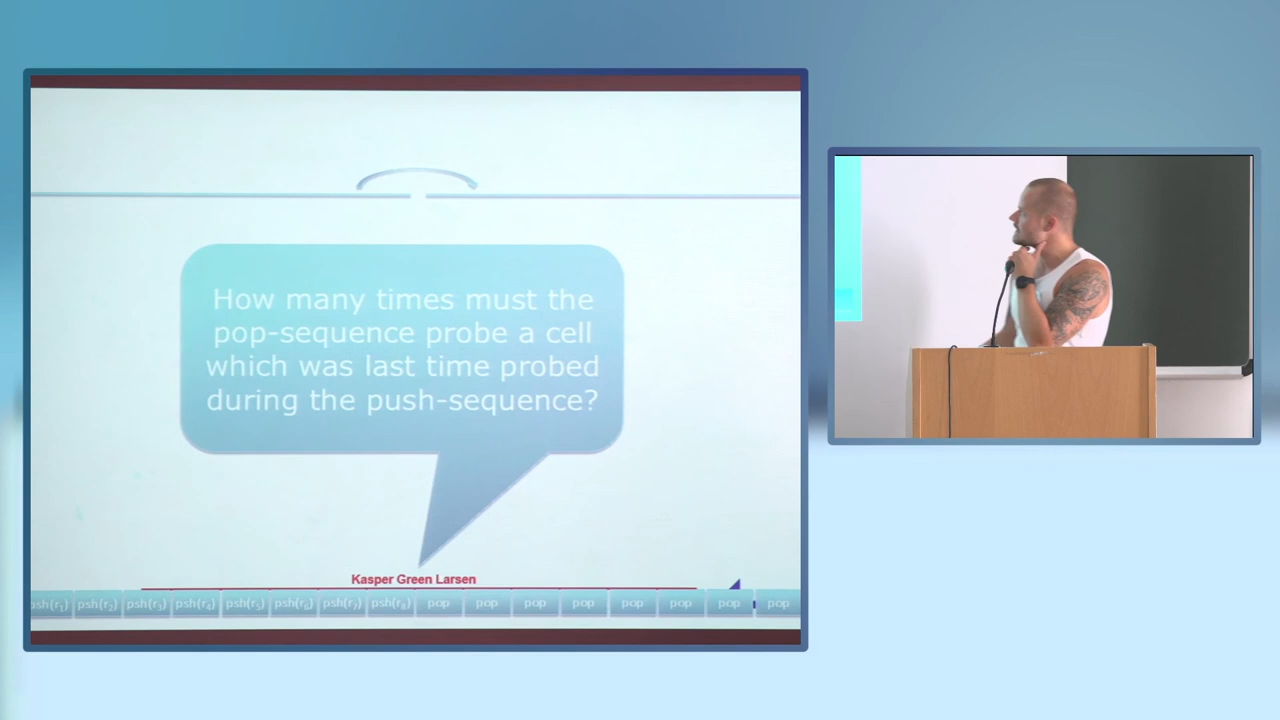 How many times must the
pop-sequence probe a cell
which was last time probed
during the push-sequence?
Kasper Green Larsen
psh(r₁) psh(r₂) psh(r₃) psh(r₄) psh(r₅) psh(r₆) psh(r₇) psh(r₈) pop pop pop pop pop pop pop pop